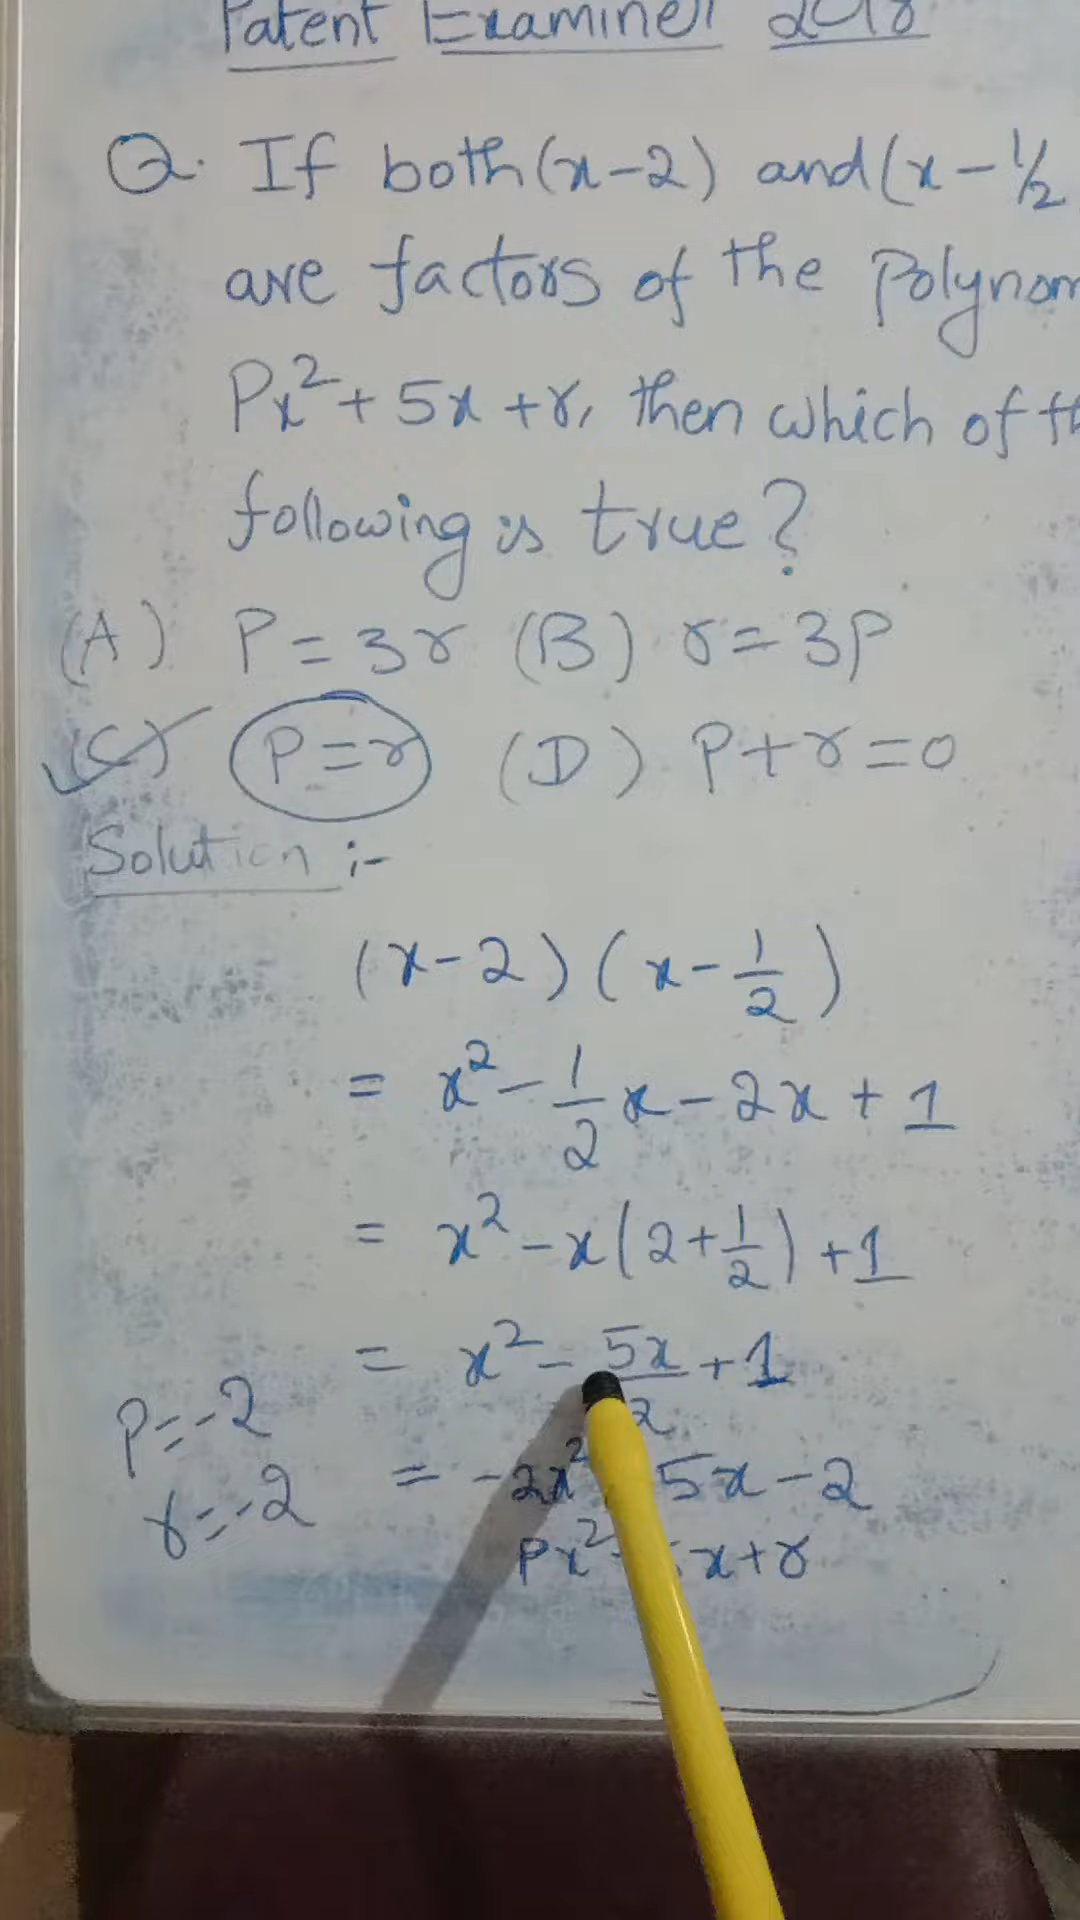 Patent Examiner 2018
Q. If both (x-2) and (x-1/2
are factors of the Polynom
Px²+5x+r, then which of th
following is true?
(A) P=3r (B) r=3P
(C) P=r (D) P+r=0
Solution :-
(x-2)(x-1/2)
= x²-1/2x-2x+1
= x²-x(2+1/2)+1
= x²-5x/2+1
P=-2
= -2x² 5x-2
r=-2
Px² x+r